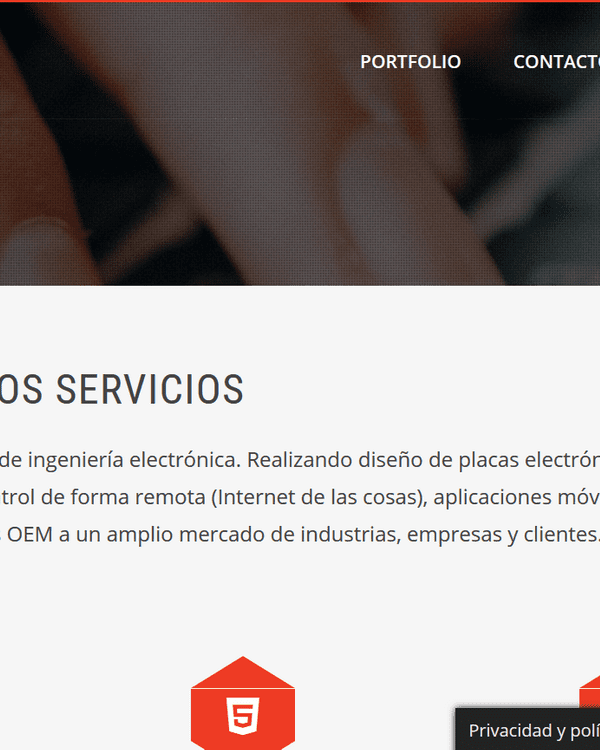 PORTFOLIO CONTACTO
OS SERVICIOS
de ingeniería electrónica. Realizando diseño de placas electrón
trol de forma remota (Internet de las cosas), aplicaciones móv
OEM a un amplio mercado de industrias, empresas y clientes.
5
Privacidad y polí